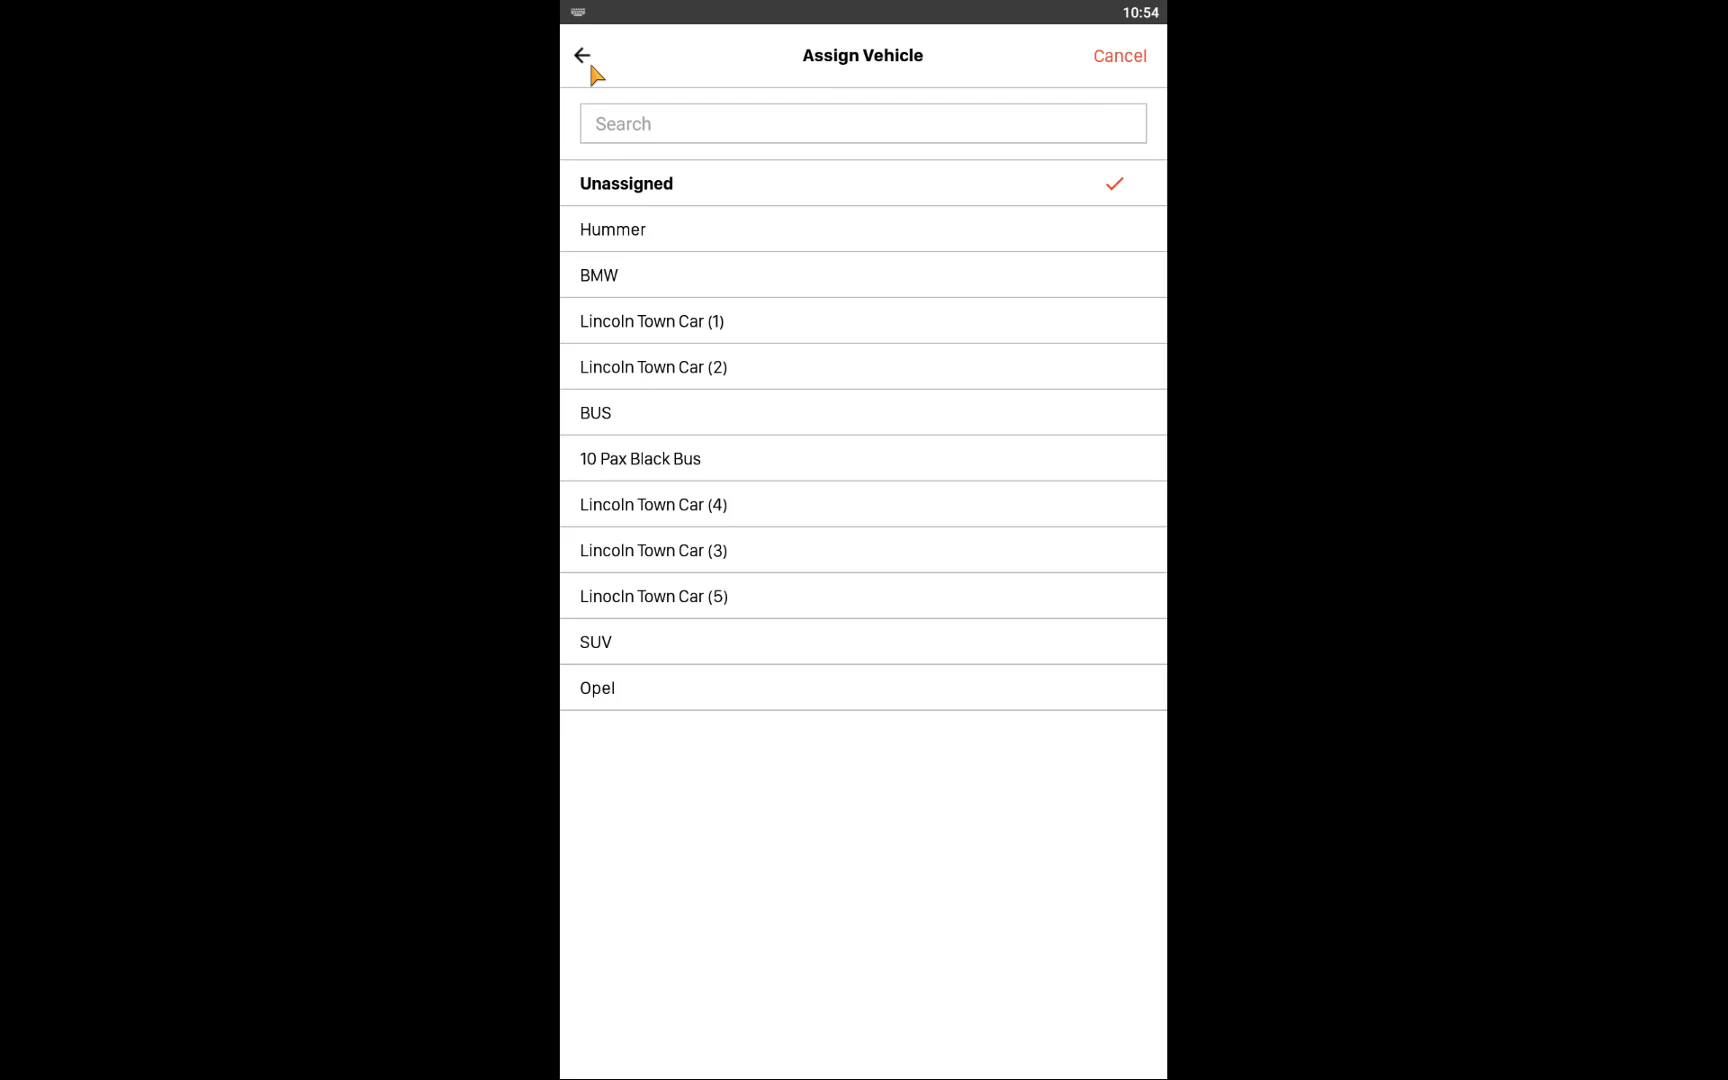 10:54
Assign Vehicle
Cancel
Search
Unassigned
Hummer
BMW
Lincoln Town Car (1)
Lincoln Town Car (2)
BUS
10 Pax Black Bus
Lincoln Town Car (4)
Lincoln Town Car (3)
Linocln Town Car (5)
SUV
Opel